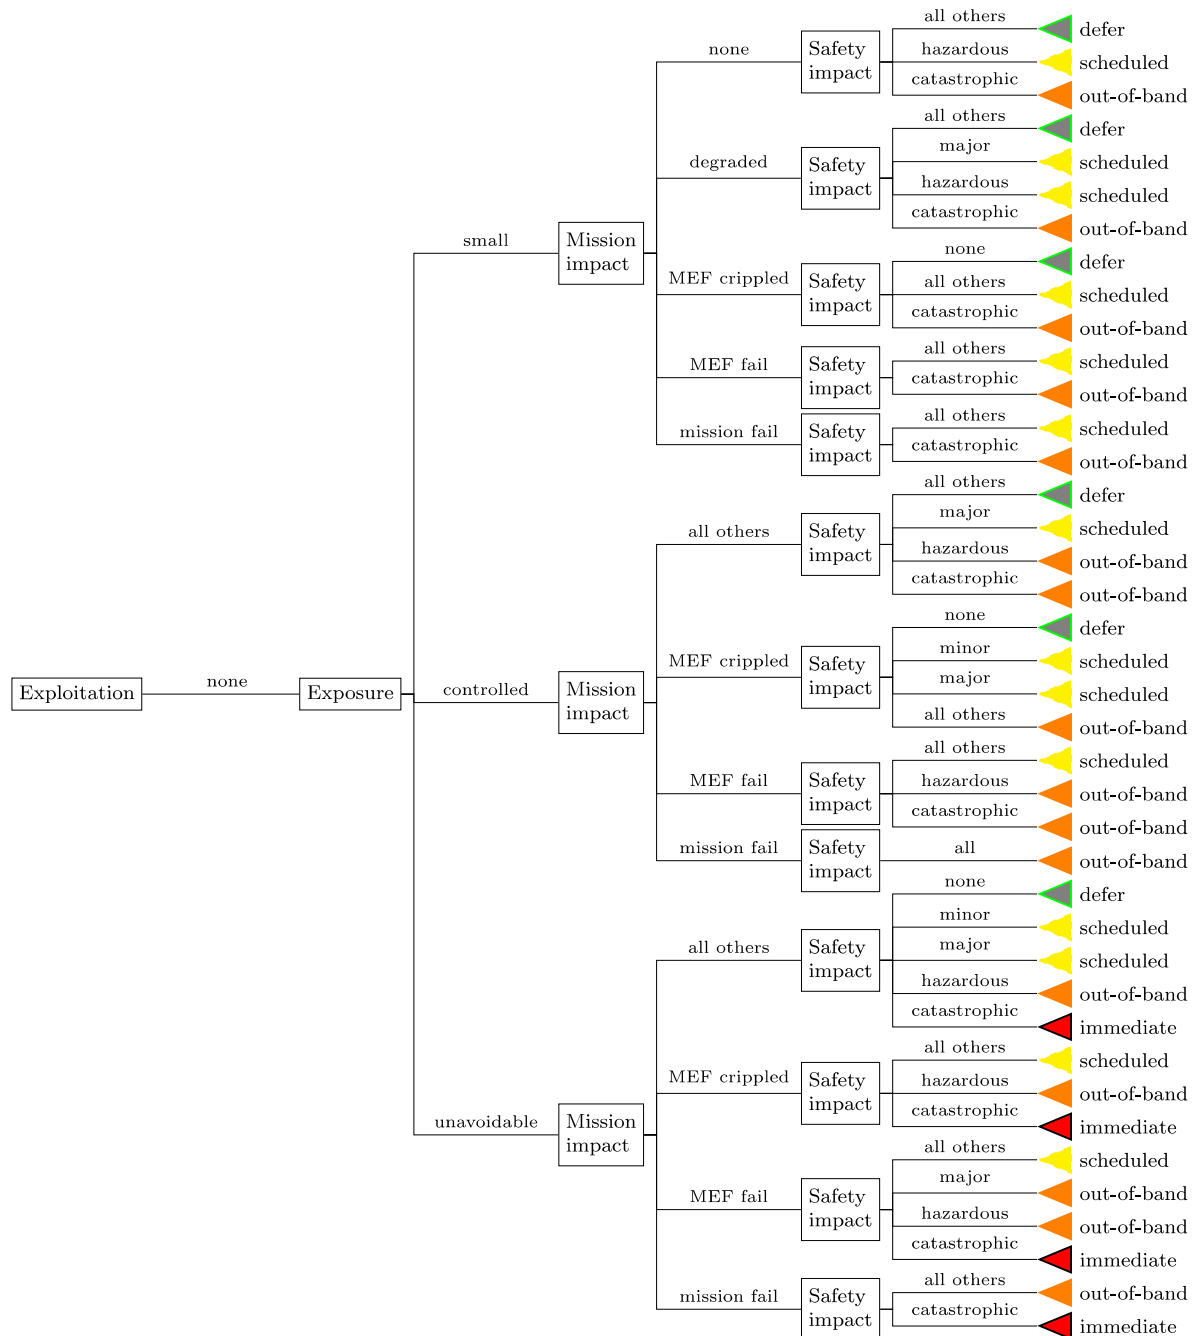 all others
defer
none
Safety
impact
hazardous
scheduled
catastrophic
out-of-band
all others
defer
degraded
Safety
impact
major
scheduled
hazardous
scheduled
catastrophic
out-of-band
small
Mission
impact
none
defer
MEF crippled
Safety
impact
all others
scheduled
catastrophic
out-of-band
MEF fail
Safety
impact
all others
scheduled
catastrophic
out-of-band
mission fail
Safety
impact
all others
scheduled
catastrophic
out-of-band
all others
Safety
impact
all others
defer
major
scheduled
hazardous
out-of-band
catastrophic
out-of-band
Exploitation
none
Exposure
controlled
Mission
impact
MEF crippled
Safety
impact
none
defer
minor
scheduled
major
scheduled
all others
out-of-band
MEF fail
Safety
impact
all others
scheduled
hazardous
out-of-band
catastrophic
out-of-band
mission fail
Safety
impact
all
out-of-band
all others
Safety
impact
none
defer
minor
scheduled
major
scheduled
hazardous
out-of-band
catastrophic
immediate
unavoidable
Mission
impact
MEF crippled
Safety
impact
all others
scheduled
hazardous
out-of-band
catastrophic
immediate
MEF fail
Safety
impact
all others
scheduled
major
out-of-band
hazardous
out-of-band
catastrophic
immediate
mission fail
Safety
impact
all others
out-of-band
catastrophic
immediate